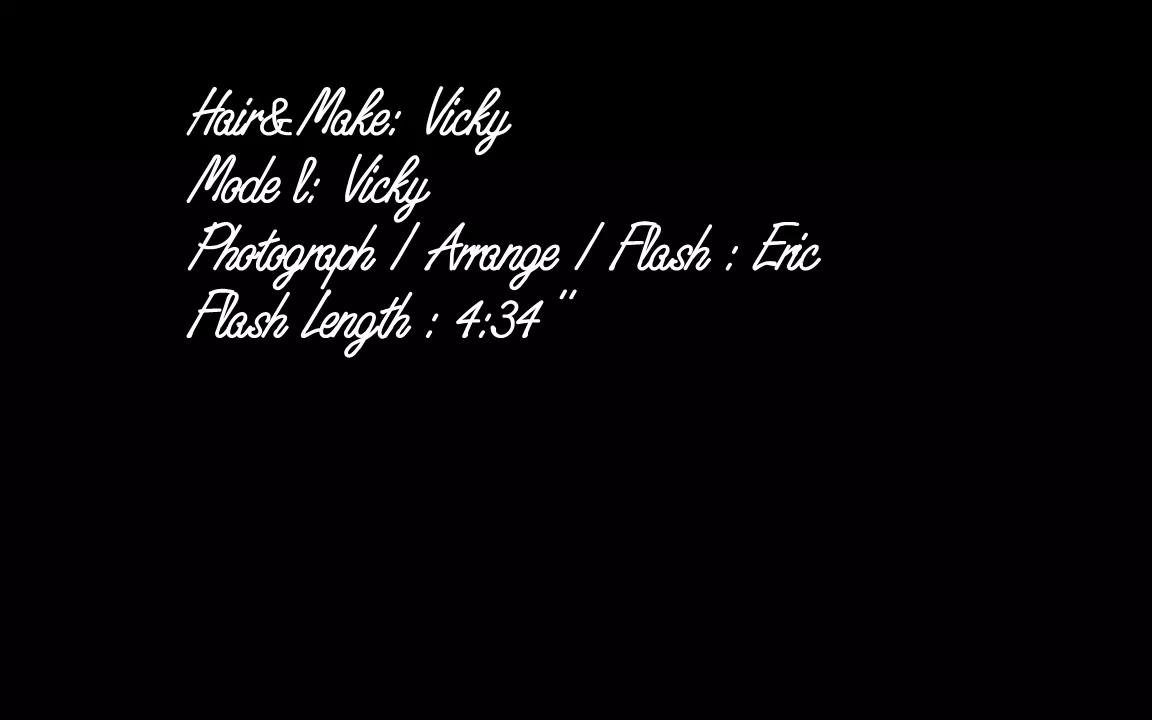 Hair&Make: Vicky
Mode l: Vicky
Photograph / Arrange / Flash : Eric
Flash Length : 4:34"